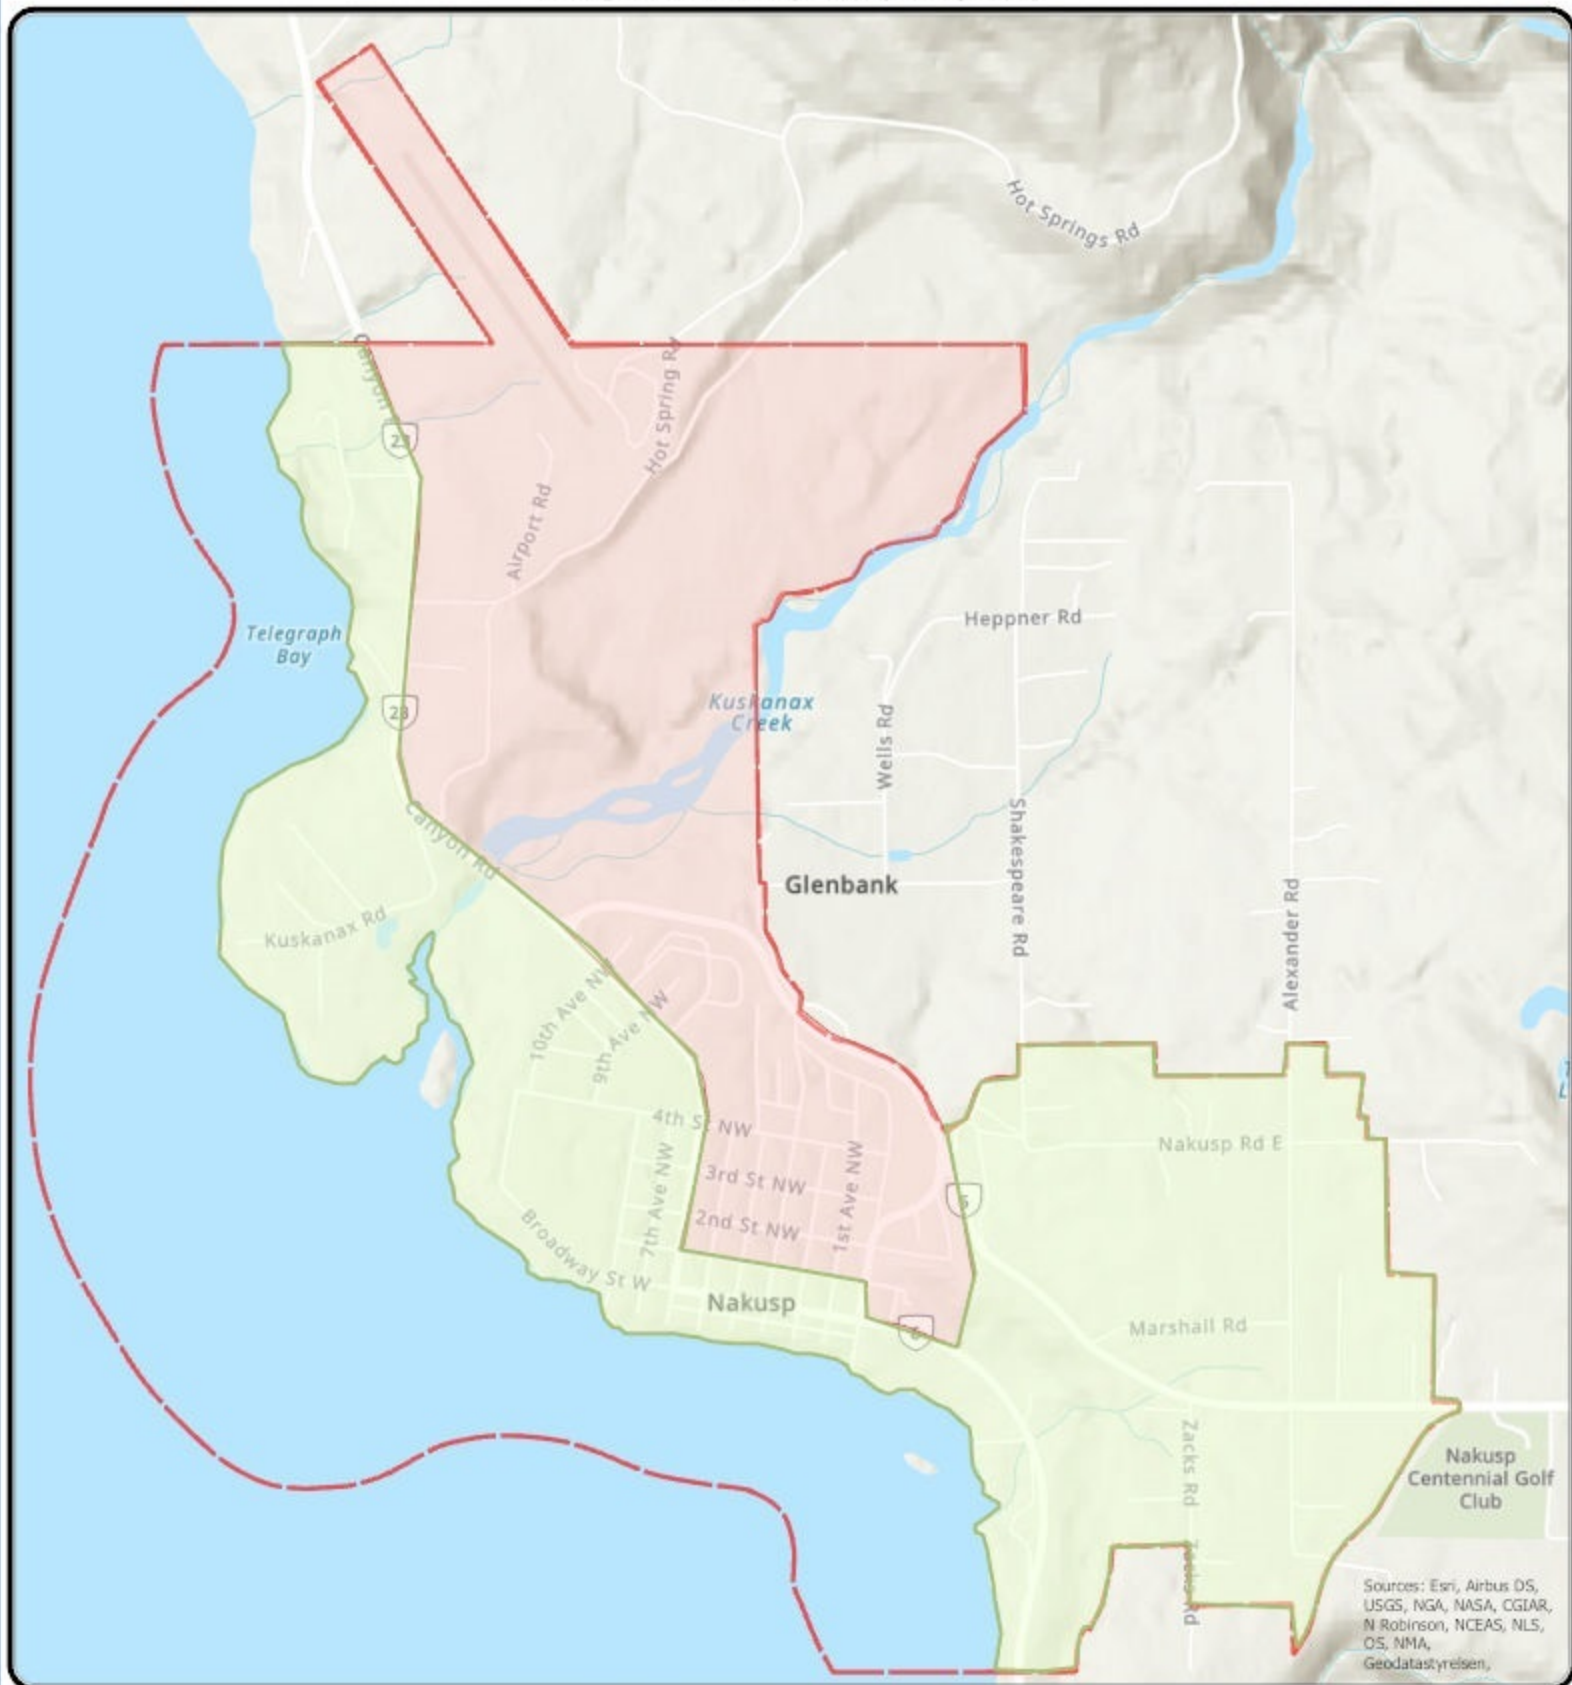 Hot Springs Rd
Canyon
23
Hot Spring Rd
Airport Rd
Telegraph
Bay
Heppner Rd
23
Kuskanax
Creek
Wells Rd
Canyon Rd
Shakespeare Rd
Glenbank
Alexander Rd
Kuskanax Rd
10th Ave NW
9th Ave NW
4th St NW
Nakusp Rd E
3rd St NW
7th Ave NW
1st Ave NW
6
2nd St NW
Broadway St W
Nakusp
6
Marshall Rd
Zacks Rd
Nakusp
Centennial Golf
Club
Zacks Rd
Sources: Esri, Airbus DS,
USGS, NGA, NASA, CGIAR,
N Robinson, NCEAS, NLS,
OS, NMA,
Geodatastyrelsen,